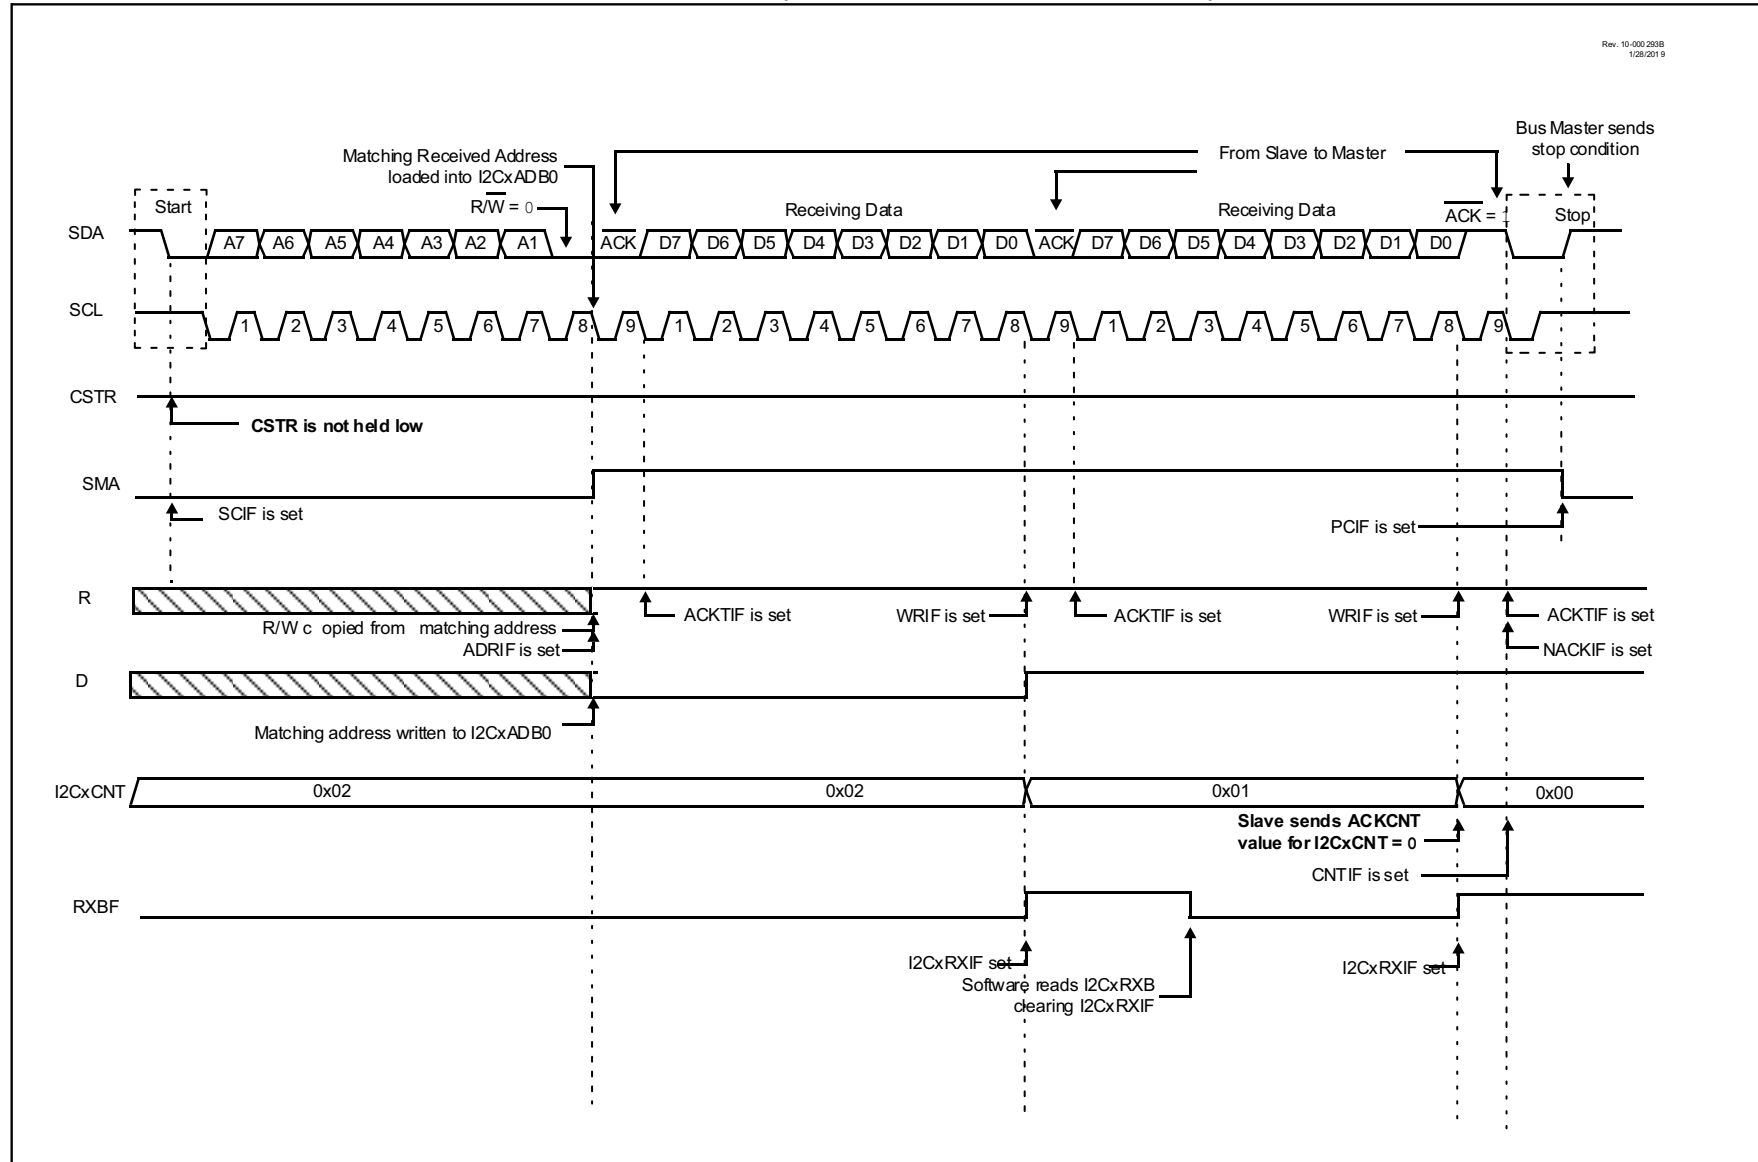 Rev. 10-000 293B
1/28/201 9
Bus Master sends
stop condition
Matching Received Address
loaded into I2CxADB0
From Slave to Master
R/W = 0
Start
Receiving Data
Receiving Data
ACK = 1
Stop
SDA
A7 A6 A5 A4 A3 A2 A1 ACK D7 D6 D5 D4 D3 D2 D1 D0 ACK D7 D6 D5 D4 D3 D2 D1 D0
SCL
1 2 3 4 5 6 7 8 9 1 2 3 4 5 6 7 8 9 1 2 3 4 5 6 7 8 9
CSTR
CSTR is not held low
SMA
SCIF is set
PCIF is set
R
ACKTIF is set
WRIF is set
ACKTIF is set
WRIF is set
ACKTIF is set
R/W c opied from matching address
ADRIF is set
NACKIF is set
D
Matching address written to I2CxADB0
I2CxCNT
0x02
0x02
0x01
0x00
Slave sends ACKCNT
value for I2CxCNT = 0
CNTIF is set
RXBF
I2CxRXIF set
I2CxRXIF set
Software reads I2CxRXB
clearing I2CxRXIF